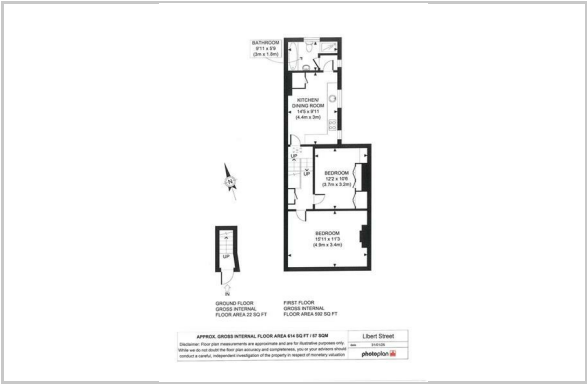 BATHROOM
9'11 x 5'9
(3m x 1.8m)
KITCHEN/
DINING ROOM
14'5 x 9'11
(4.4m x 3m)
UP
BEDROOM
12'2 x 10'6
(3.7m x 3.2m)
BEDROOM
15'11 x 11'3
(4.9m x 3.4m)
N
UP
IN
GROUND FLOOR
GROSS INTERNAL
FLOOR AREA 22 SQ FT
FIRST FLOOR
GROSS INTERNAL
FLOOR AREA 592 SQ FT
APPROX. GROSS INTERNAL FLOOR AREA 614 SQ FT / 57 SQM
Disclaimer: Floor plan measurements are approximate and are for illustrative purposes only.
While we do not doubt the floor plan accuracy and completeness, you or your advisors should
conduct a careful, independent investigation of the property in respect of monetary valuation
Libert Street
photoplan